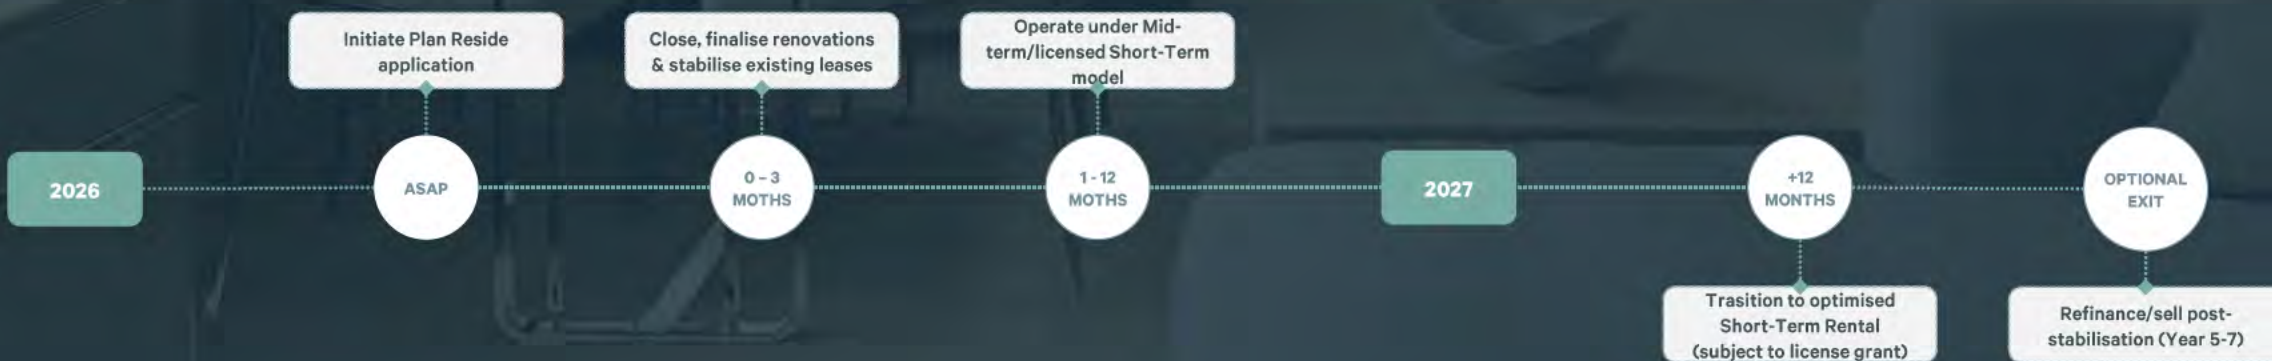 Initiate Plan Reside
application
Close, finalise renovations
& stabilise existing leases
Operate under Mid-
term/licensed Short-Term
model
2026
ASAP
0 – 3
MOTHS
1 - 12
MOTHS
2027
+12
MONTHS
OPTIONAL
EXIT
Trasition to optimised
Short-Term Rental
(subject to license grant)
Refinance/sell post-
stabilisation (Year 5-7)